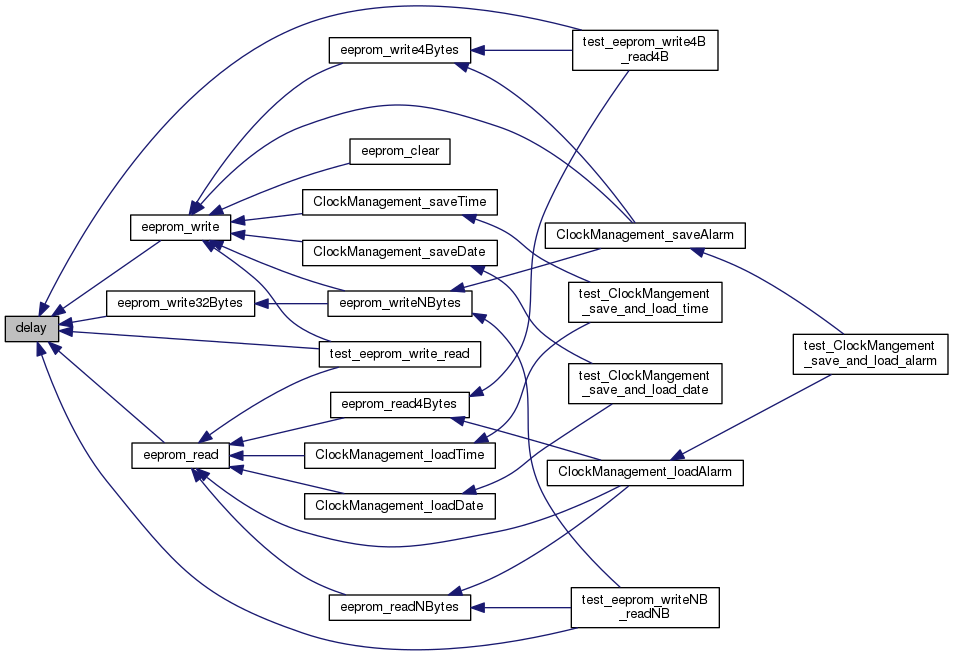 test_eeprom_write4B
_read4B
eeprom_write4Bytes
eeprom_clear
ClockManagement_saveTime
eeprom_write
ClockManagement_saveAlarm
ClockManagement_saveDate
eeprom_write32Bytes
eeprom_writeNBytes
test_ClockMangement
_save_and_load_time
delay
test_eeprom_write_read
test_ClockMangement
_save_and_load_alarm
test_ClockMangement
_save_and_load_date
eeprom_read4Bytes
eeprom_read
ClockManagement_loadTime
ClockManagement_loadAlarm
ClockManagement_loadDate
eeprom_readNBytes
test_eeprom_writeNB
_readNB